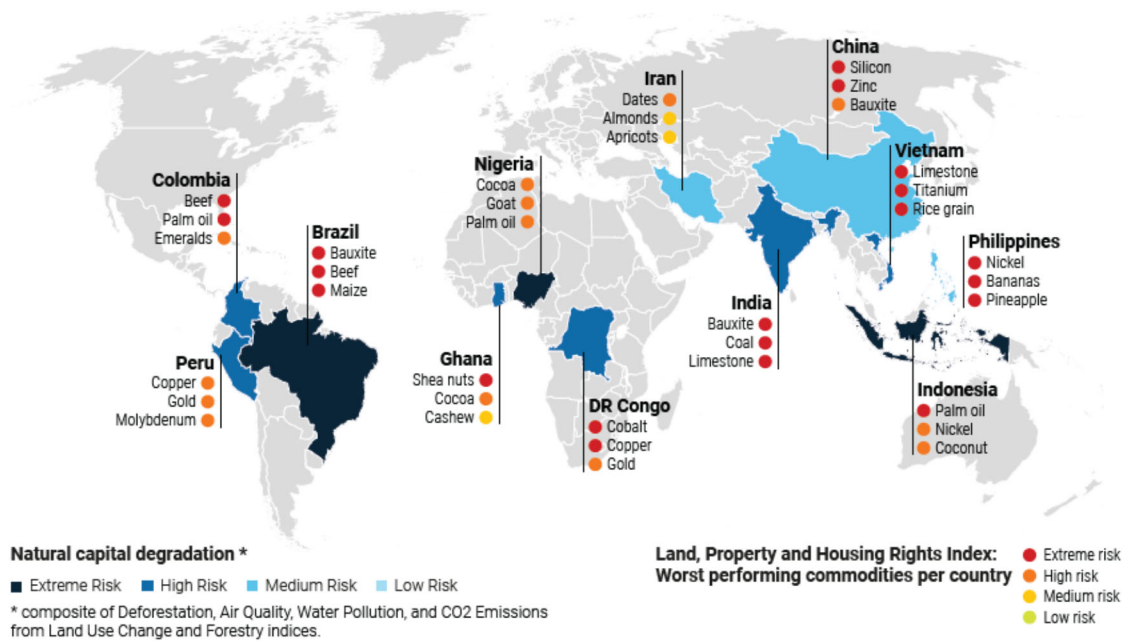 China
Silicon
Zinc
Bauxite
Iran
Dates
Almonds
Apricots
Vietnam
Limestone
Titanium
Rice grain
Nigeria
Cocoa
Goat
Palm oil
Colombia
Beef
Palm oil
Emeralds
Brazil
Bauxite
Beef
Maize
Philippines
Nickel
Bananas
Pineapple
India
Bauxite
Coal
Limestone
Peru
Copper
Gold
Molybdenum
Ghana
Shea nuts
Cocoa
Cashew
DR Congo
Cobalt
Copper
Gold
Indonesia
Palm oil
Nickel
Coconut
Natural capital degradation *
Extreme Risk High Risk Medium Risk Low Risk
* composite of Deforestation, Air Quality, Water Pollution, and CO2 Emissions
from Land Use Change and Forestry indices.
Land, Property and Housing Rights Index:
Worst performing commodities per country
Extreme risk
High risk
Medium risk
Low risk